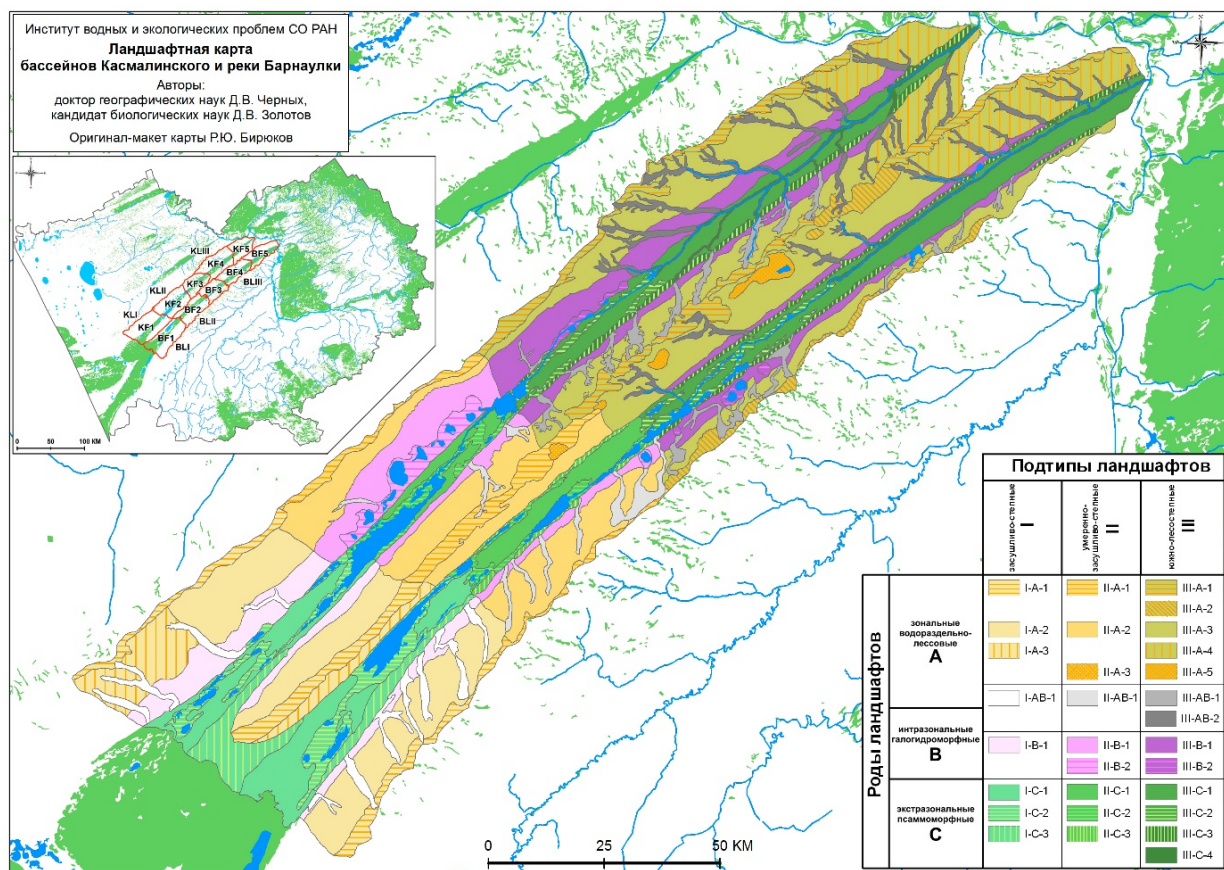 Институт водных и экологических проблем СО РАН
Ландшафтная карта
бассейнов Касмалинского и реки Барнаулки
Авторы:
доктор географических наук Д.В. Черных,
кандидат биологических наук Д.В. Золотов
Оригинал-макет карты Р.Ю. Бирюков
KLIII
KF5
BF5
KF4
BF4
KLII
KF3
BF3
BLIII
KLI
KF2
BF2
KF1
BLII
BF1
BLI
0 50 100 KM
0 25 50 KM
Подтипы ландшафтов
засушливо-степные
I
умеренно-
засушливо-степные
II
южно-лесостепные
III
Роды ландшафтов
зональные
водораздельно-
лессовые
A
I-A-1 II-A-1 III-A-1
III-A-2
I-A-2 II-A-2 III-A-3
I-A-3 III-A-4
II-A-3 III-A-5
I-AB-1 II-AB-1 III-AB-1
III-AB-2
интразональные
галогидроморфные
B
I-B-1 II-B-1 III-B-1
II-B-2 III-B-2
экстразональные
псаммоморфные
C
I-C-1 II-C-1 III-C-1
I-C-2 II-C-2 III-C-2
I-C-3 II-C-3 III-C-3
III-C-4